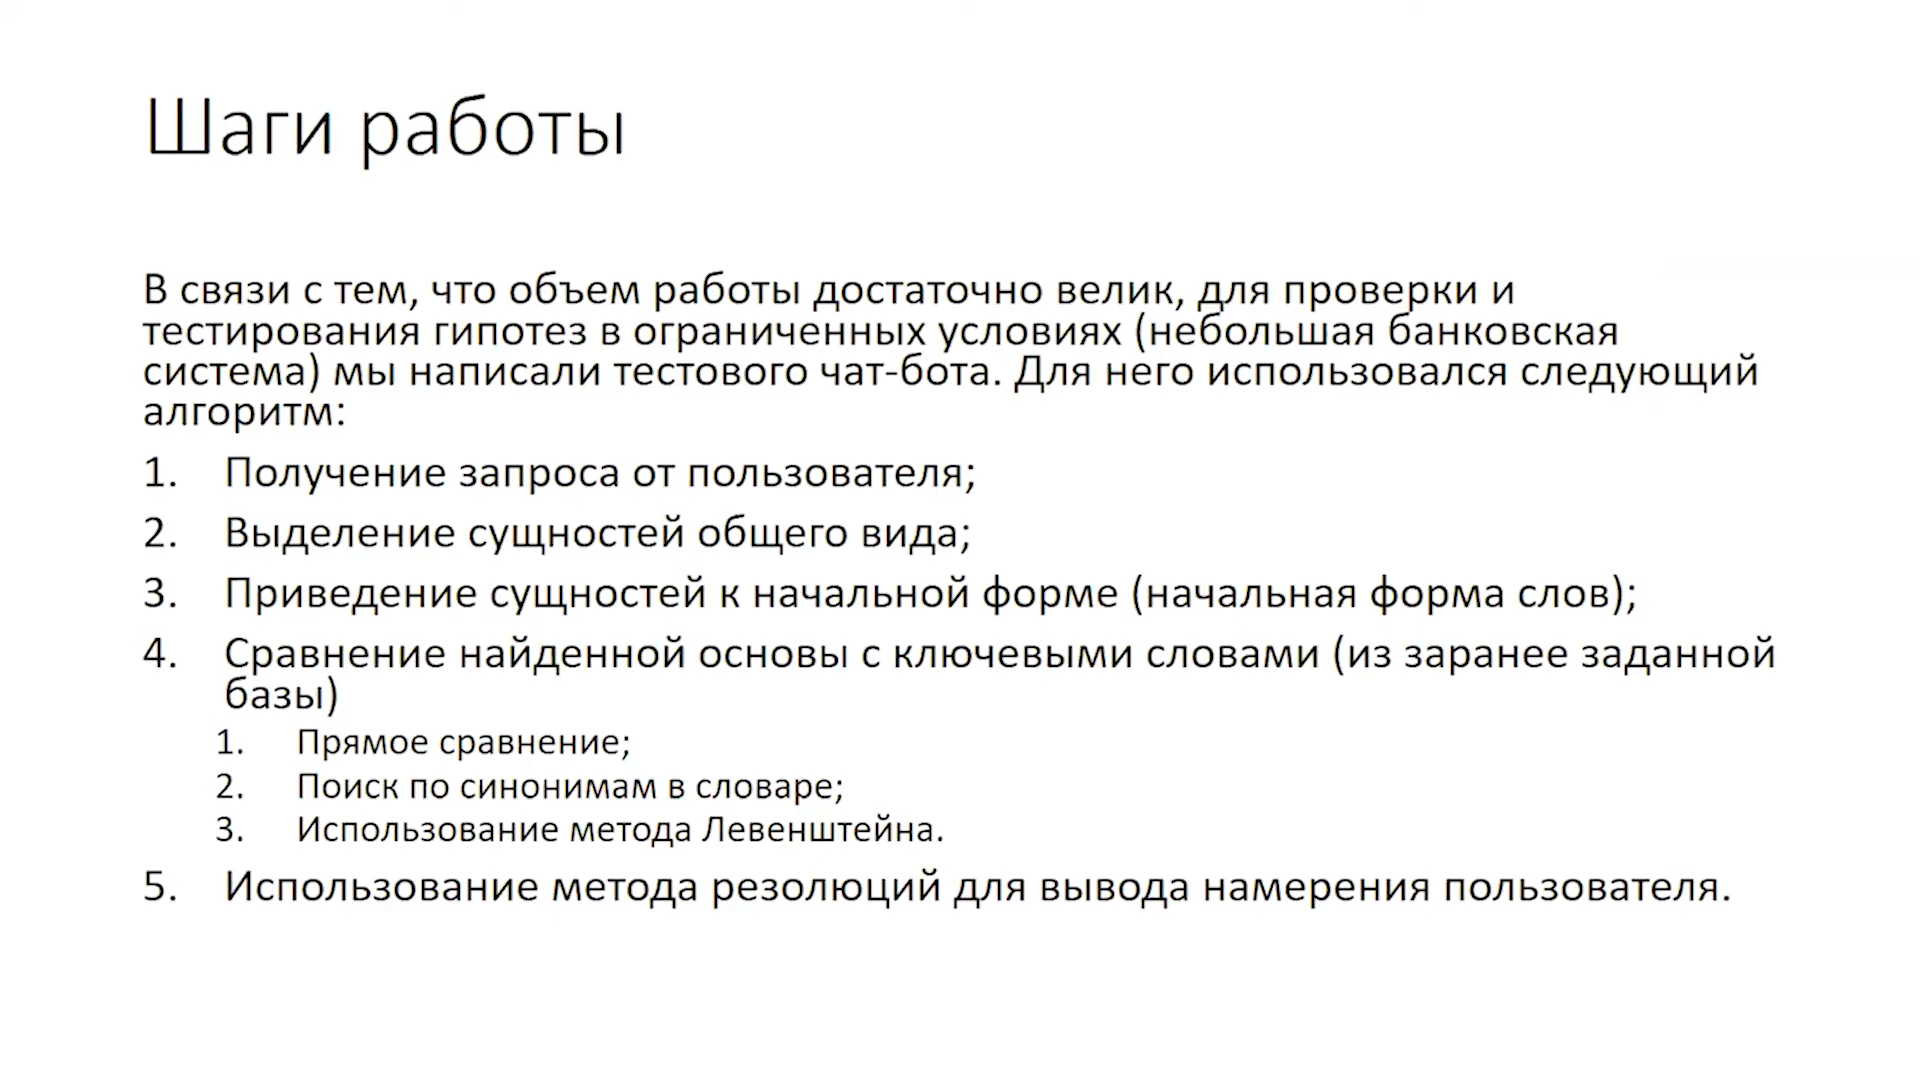 Шаги работы
В связи с тем, что объем работы достаточно велик, для проверки и
тестирования гипотез в ограниченных условиях (небольшая банковская
система) мы написали тестового чат-бота. Для него использовался следующий
алгоритм:
1. Получение запроса от пользователя;
2. Выделение сущностей общего вида;
3. Приведение сущностей к начальной форме (начальная форма слов);
4. Сравнение найденной основы с ключевыми словами (из заранее заданной
базы)
1. Прямое сравнение;
2. Поиск по синонимам в словаре;
3. Использование метода Левенштейна.
5. Использование метода резолюций для вывода намерения пользователя.